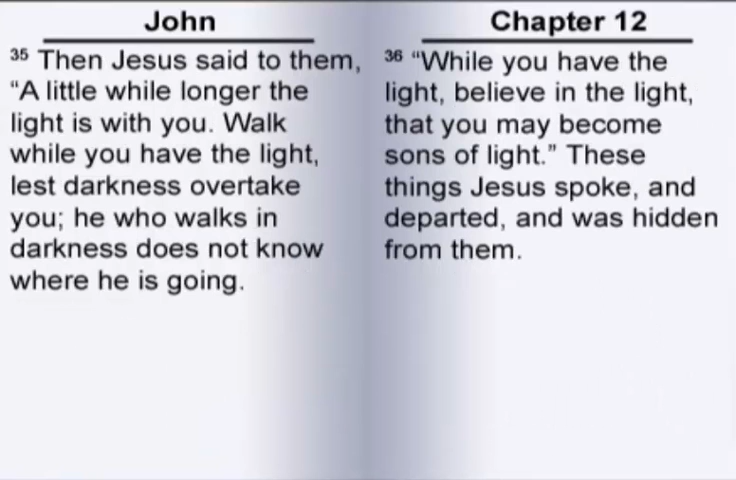 John
35 Then Jesus said to them,
“A little while longer the
light is with you. Walk
while you have the light,
lest darkness overtake
you; he who walks in
darkness does not know
where he is going.
Chapter 12
36 “While you have the
light, believe in the light,
that you may become
sons of light.” These
things Jesus spoke, and
departed, and was hidden
from them.